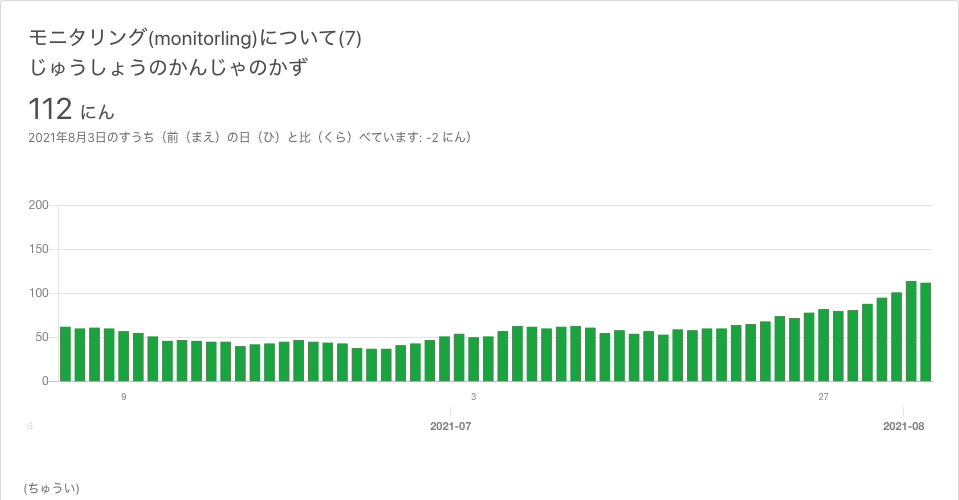 モニタリング(monitorling)について(7)
じゅうしょうのかんじゃのかず
112 にん
2021年8月3日のすうち（前（まえ）の日（ひ）と比（くら）べています: -2 にん）
200
150
100
50
0
9
3
27
6
2021-07
2021-08
(ちゅうい)